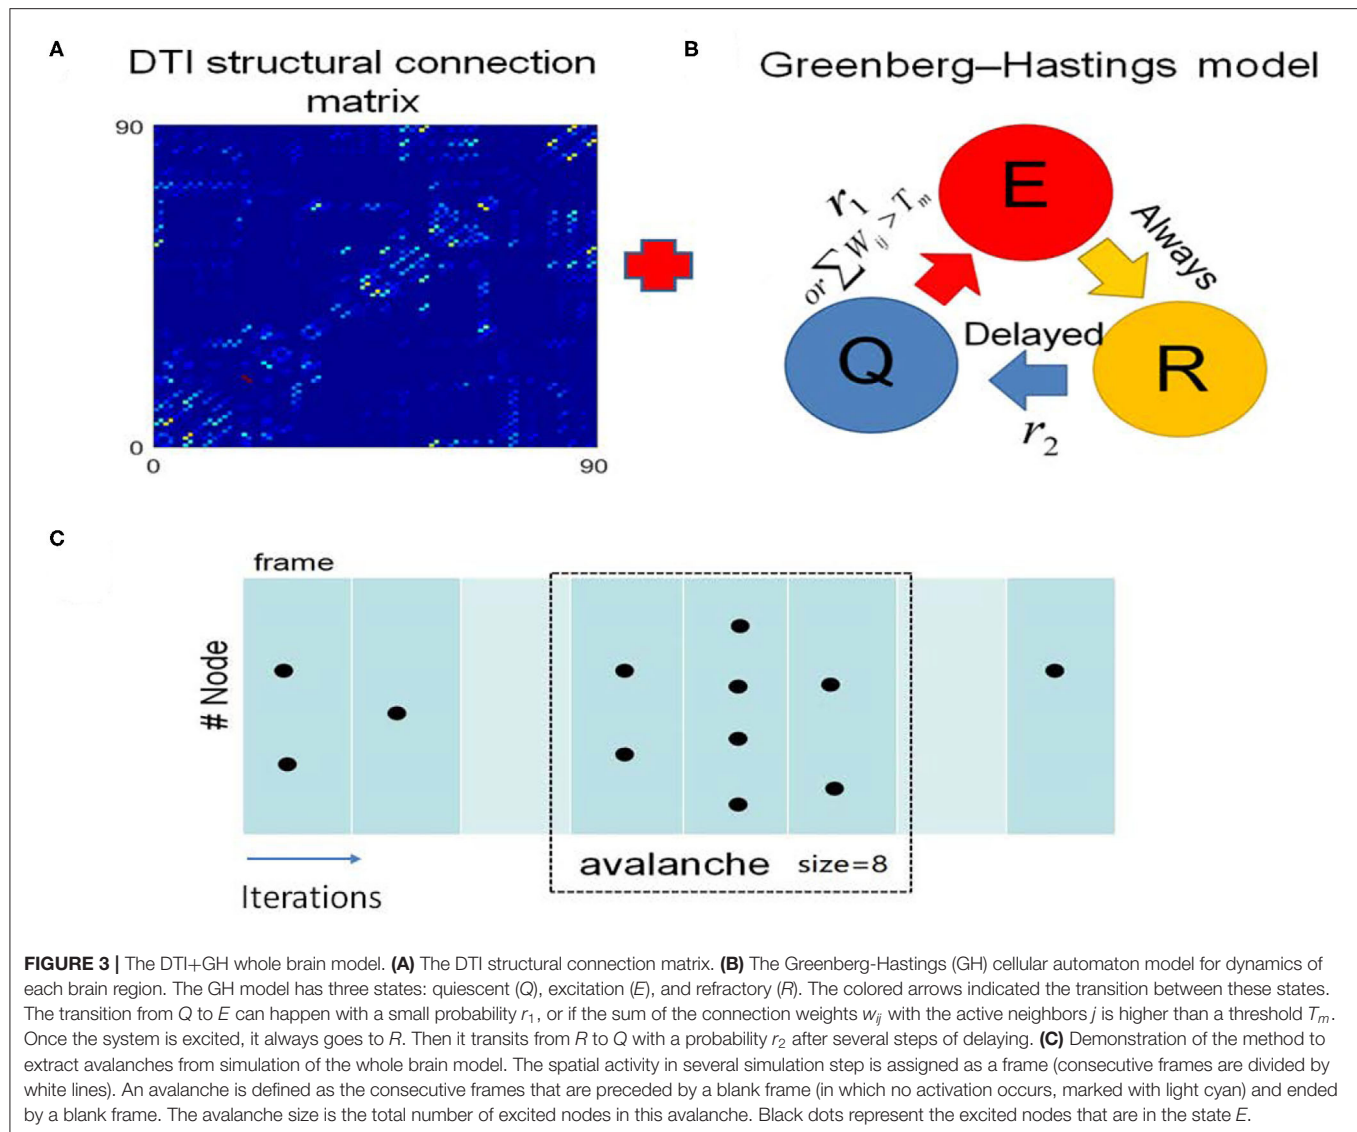 A
DTI structural connection
matrix
90
0
0
90
B
Greenberg–Hastings model
E
r1
or ∑ Wij > Tm
Always
Q
Delayed
R
r2
C
frame
# Node
avalanche size=8
Iterations
FIGURE 3 | The DTI+GH whole brain model. (A) The DTI structural connection matrix. (B) The Greenberg-Hastings (GH) cellular automaton model for dynamics of
each brain region. The GH model has three states: quiescent (Q), excitation (E), and refractory (R). The colored arrows indicated the transition between these states.
The transition from Q to E can happen with a small probability r1, or if the sum of the connection weights wij with the active neighbors j is higher than a threshold Tm.
Once the system is excited, it always goes to R. Then it transits from R to Q with a probability r2 after several steps of delaying. (C) Demonstration of the method to
extract avalanches from simulation of the whole brain model. The spatial activity in several simulation step is assigned as a frame (consecutive frames are divided by
white lines). An avalanche is defined as the consecutive frames that are preceded by a blank frame (in which no activation occurs, marked with light cyan) and ended
by a blank frame. The avalanche size is the total number of excited nodes in this avalanche. Black dots represent the excited nodes that are in the state E.